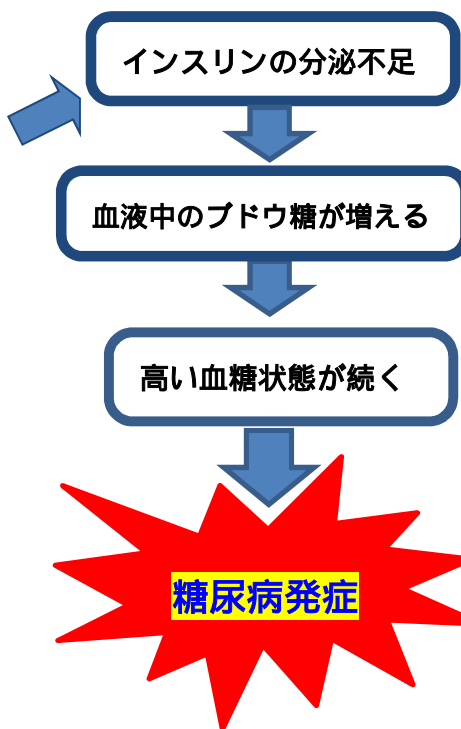 インスリンの分泌不足
血液中のブドウ糖が増える
高い血糖状態が続く
糖尿病発症